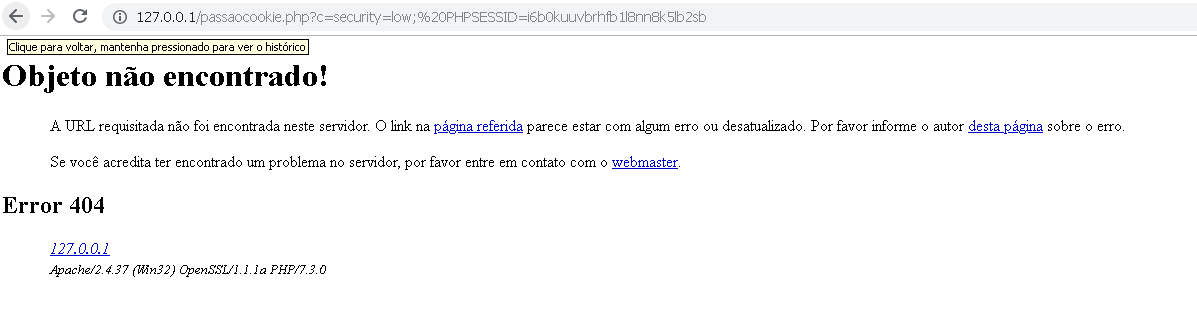 127.0.0.1/passaocookie.php?c=security=low;%20PHPSESSID=i6b0kuuvbrhfb1l8nn8k5lb2sb
Clique para voltar, mantenha pressionado para ver o histórico
Objeto não encontrado!
A URL requisitada não foi encontrada neste servidor. O link na página referida parece estar com algum erro ou desatualizado. Por favor informe o autor desta página sobre o erro.
Se você acredita ter encontrado um problema no servidor, por favor entre em contato com o webmaster.
Error 404
127.0.0.1
Apache/2.4.37 (Win32) OpenSSL/1.1.1a PHP/7.3.0